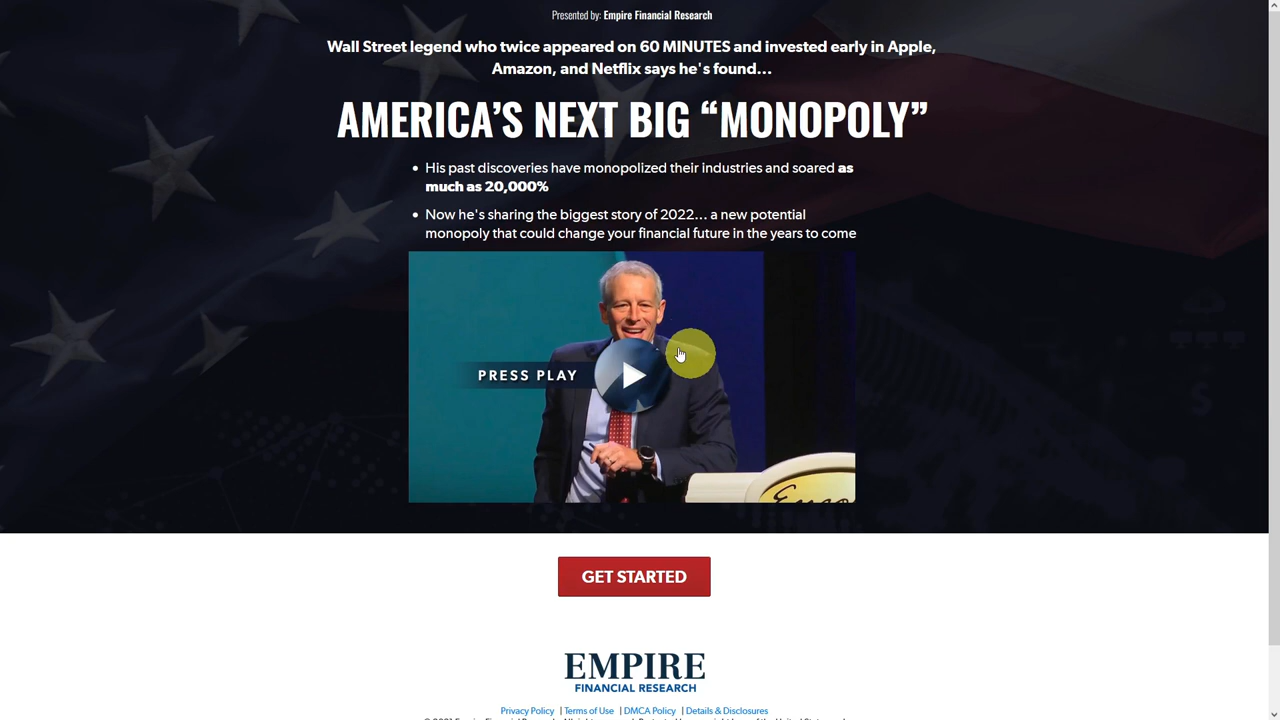 Presented by: Empire Financial Research
Wall Street legend who twice appeared on 60 MINUTES and invested early in Apple,
Amazon, and Netflix says he's found...
AMERICA'S NEXT BIG “MONOPOLY”
• His past discoveries have monopolized their industries and soared as
much as 20,000%
• Now he's sharing the biggest story of 2022... a new potential
monopoly that could change your financial future in the years to come
PRESS PLAY
GET STARTED
EMPIRE
FINANCIAL RESEARCH
Privacy Policy | Terms of Use | DMCA Policy | Details & Disclosures